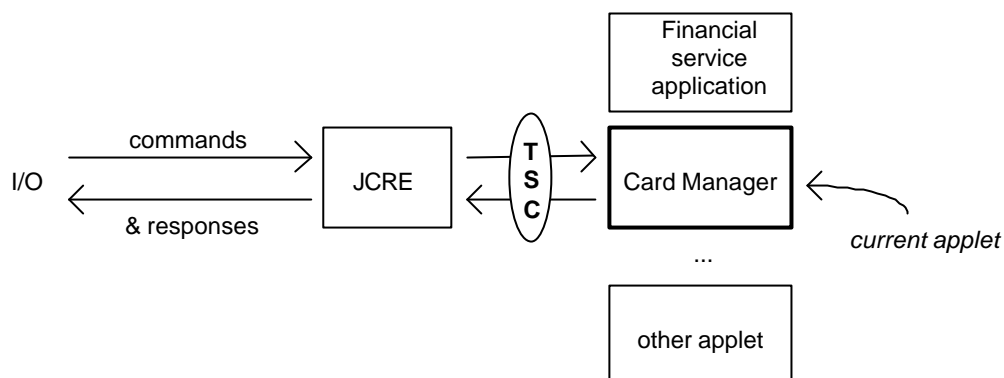 Financial
service
application
commands
I/O
JCRE
T
S
C
Card Manager
& responses
current applet
...
other applet